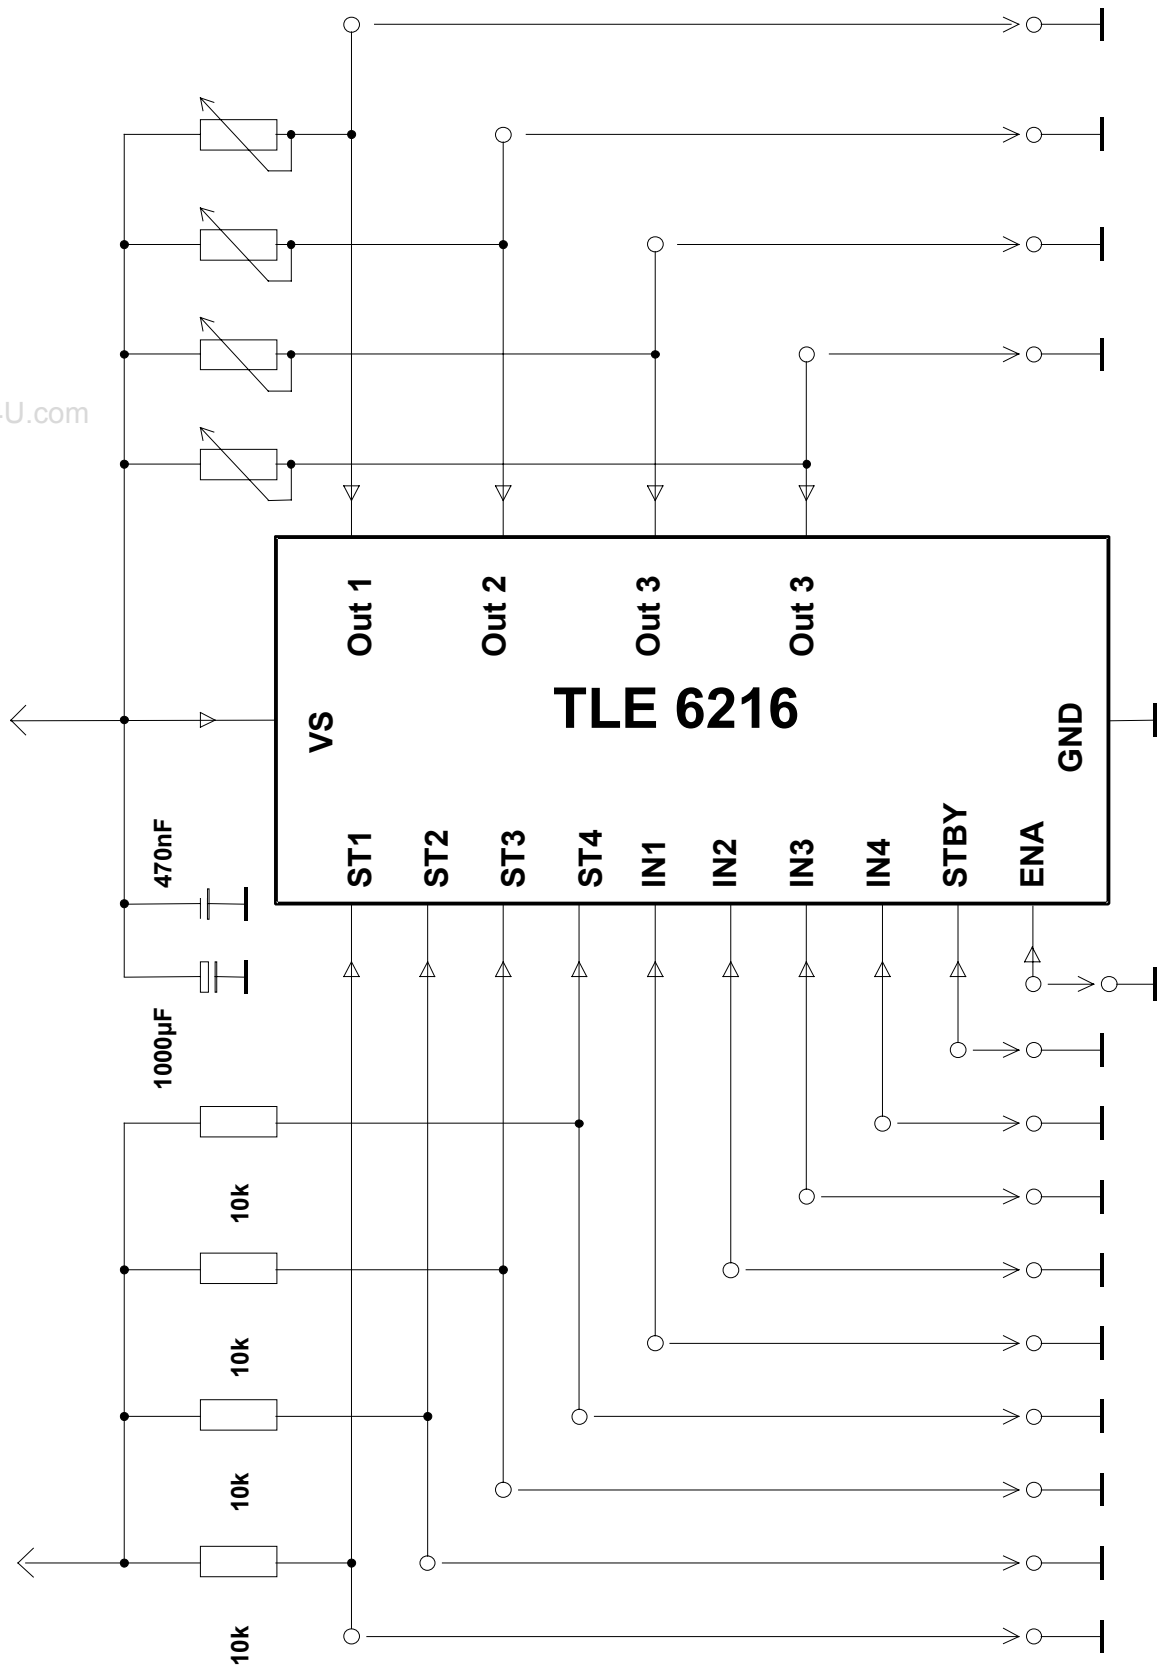 U.com
Out 1
Out 2
Out 3
Out 3
TLE 6216
VS
GND
470nF
ST1
ST2
ST3
ST4
IN1
IN2
IN3
IN4
STBY
ENA
1000µF
10k
10k
10k
10k